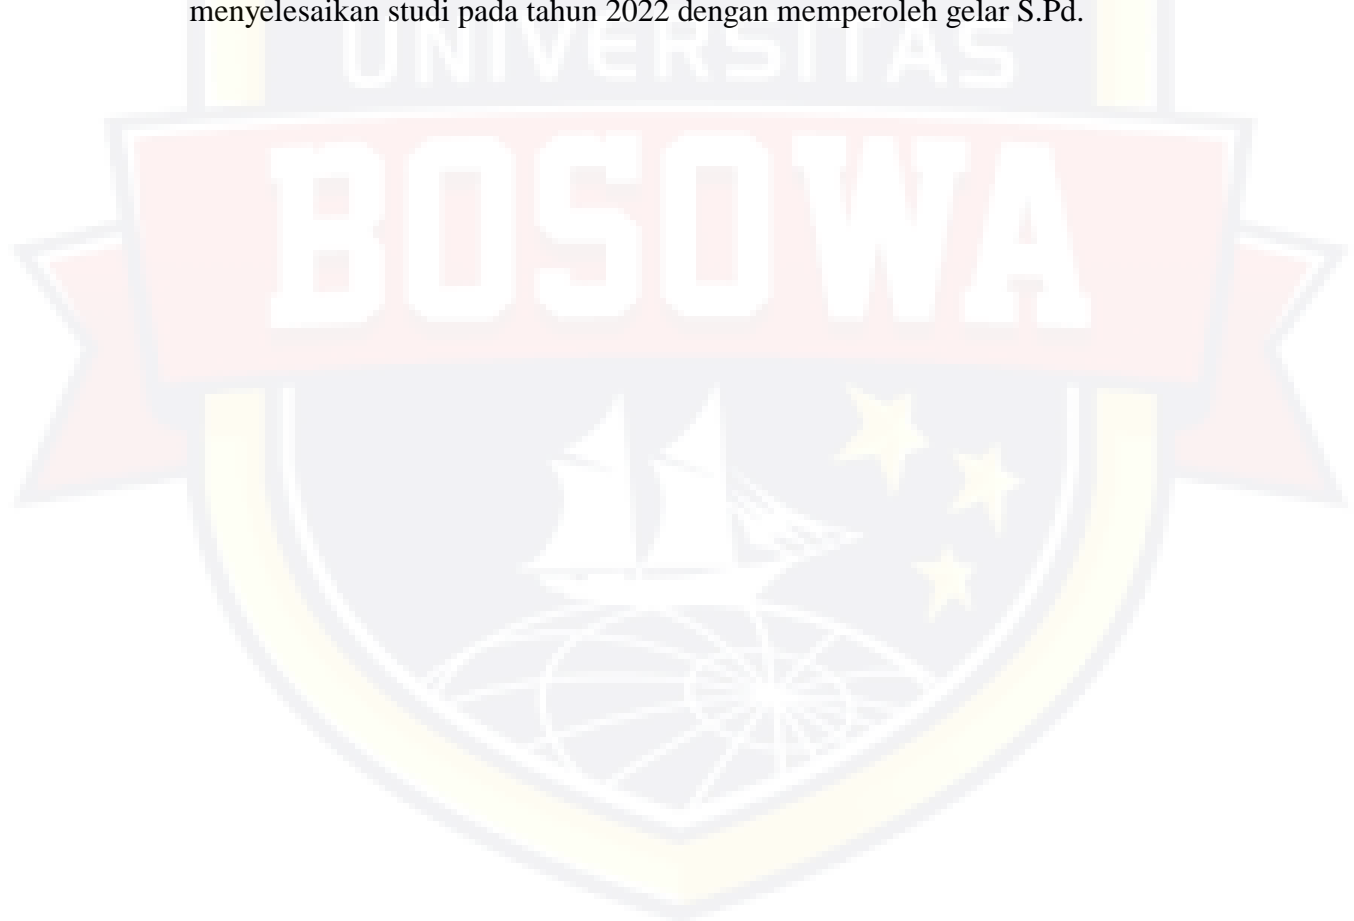 menyelesaikan studi pada tahun 2022 dengan memperoleh gelar S.Pd.
UNIVERSITAS
BOSOWA